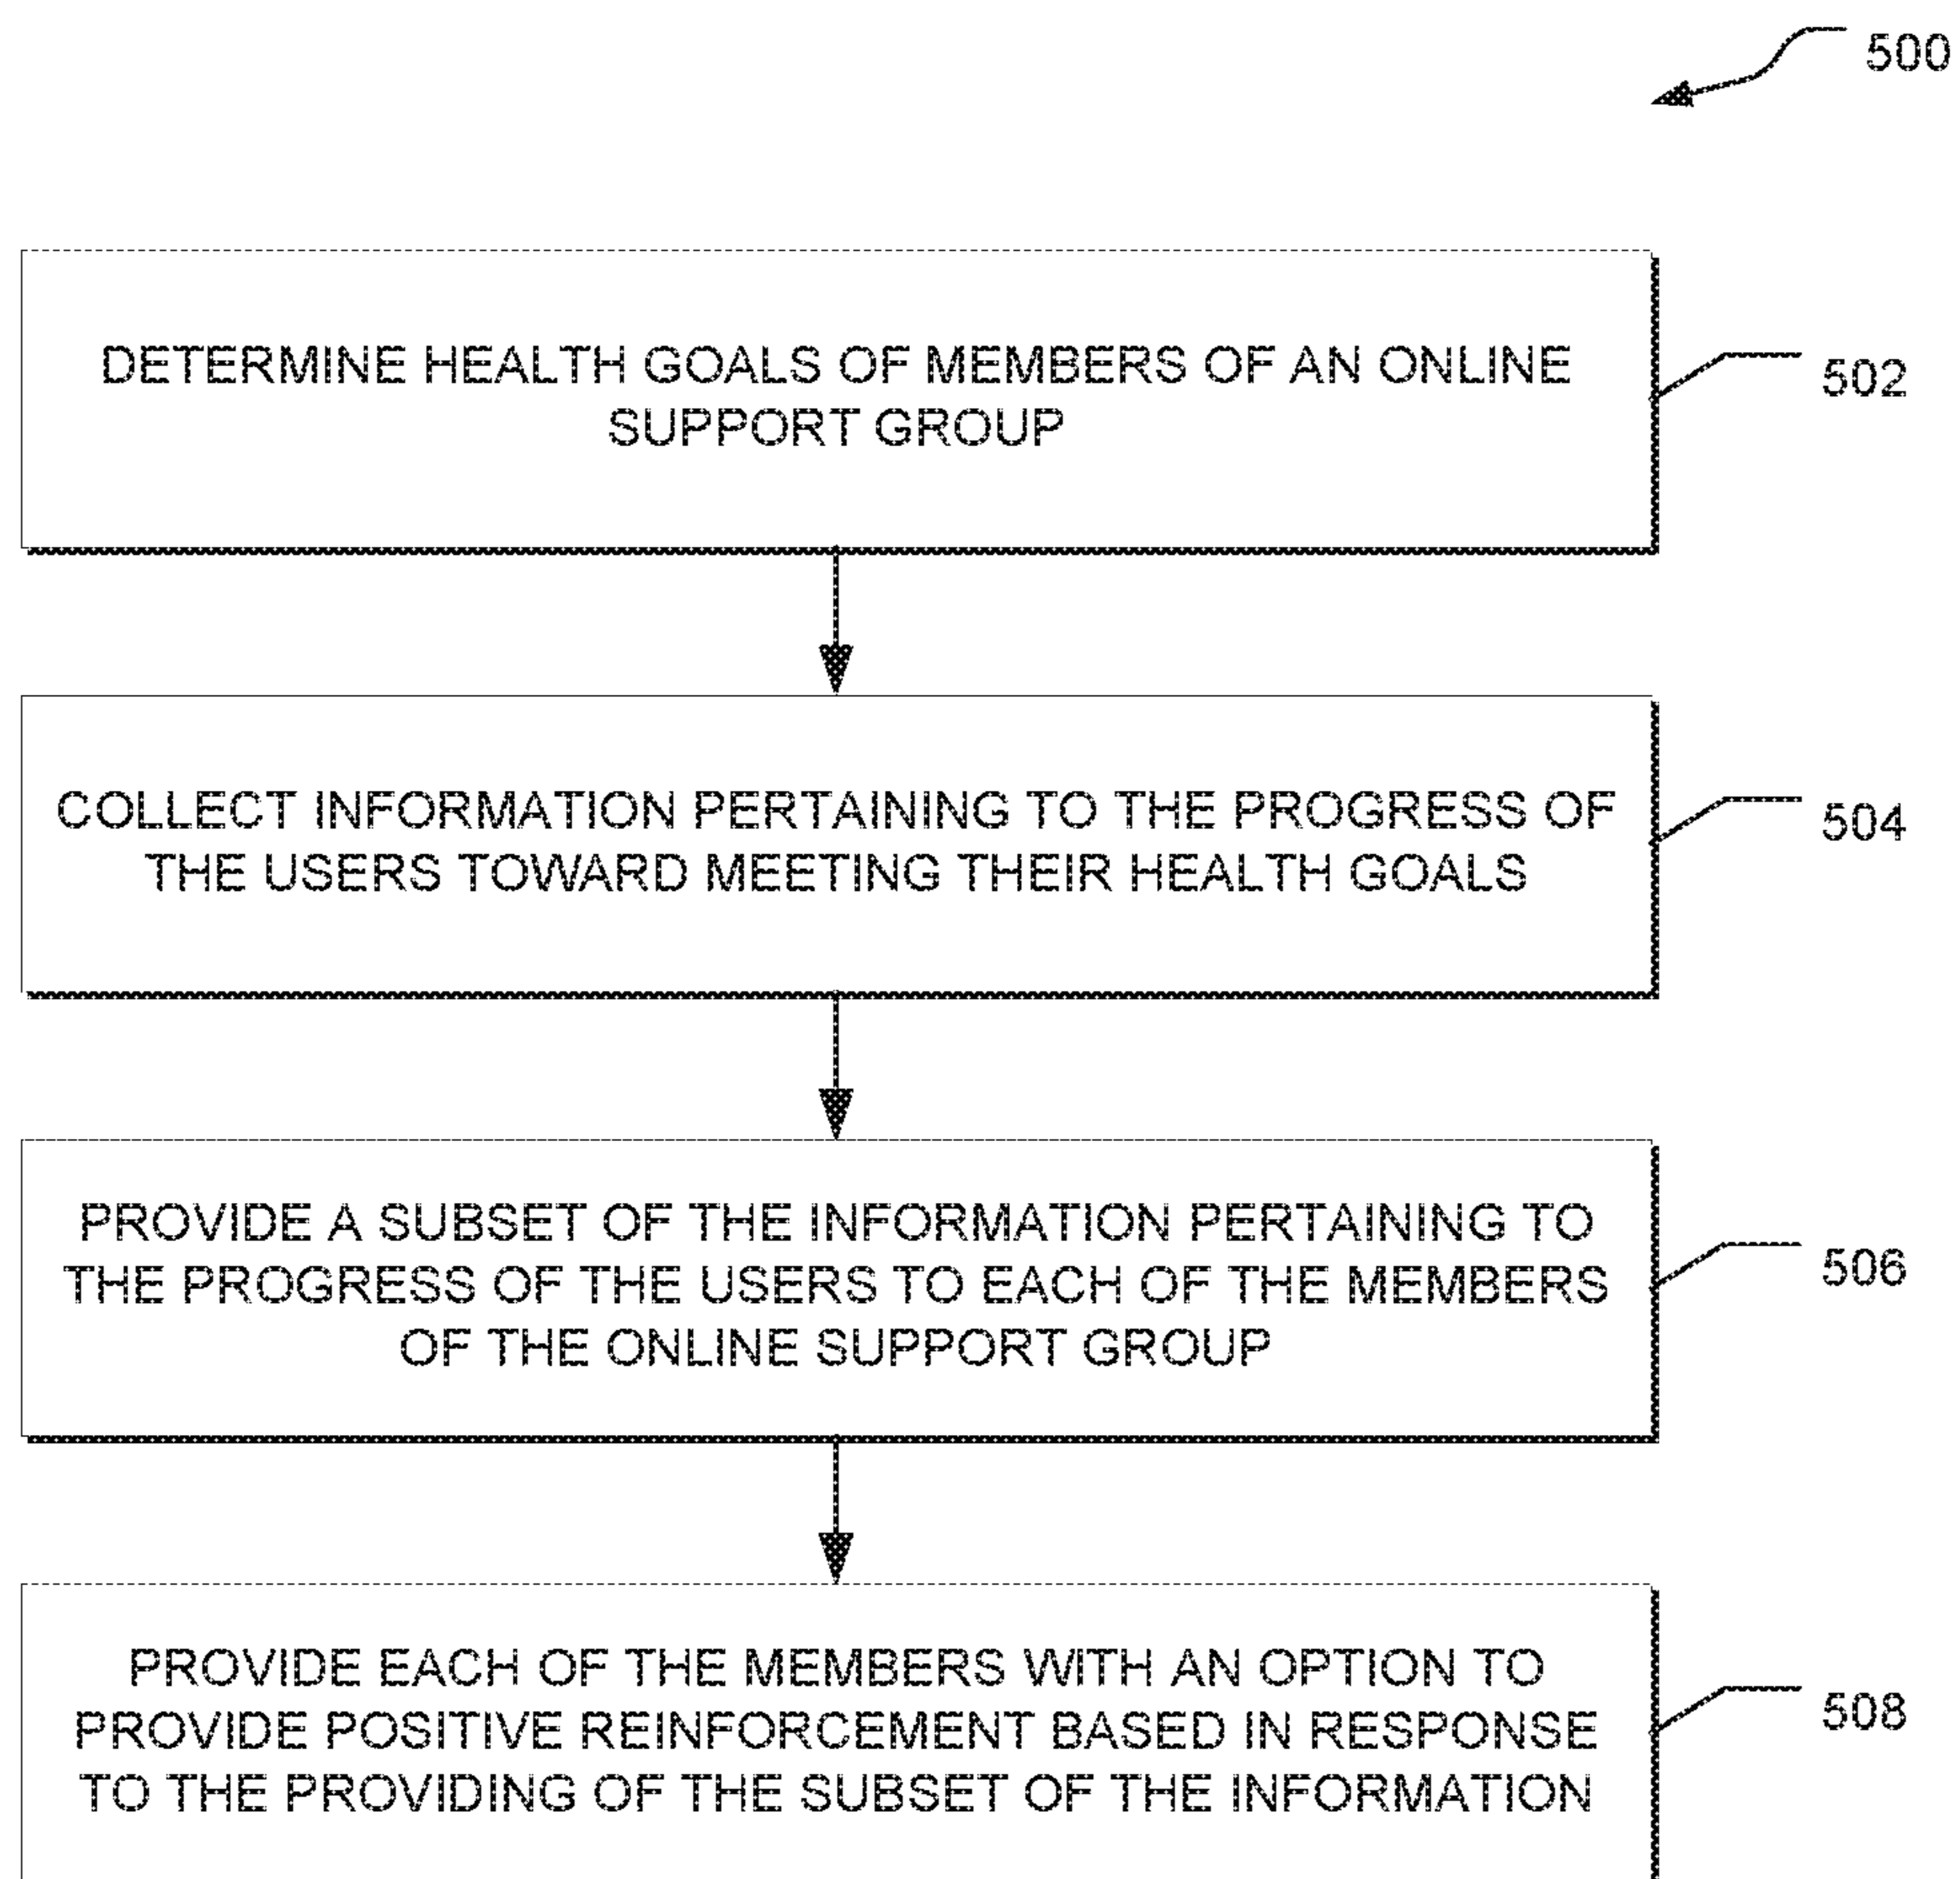 500
DETERMINE HEALTH GOALS OF MEMBERS OF AN ONLINE
SUPPORT GROUP
502
COLLECT INFORMATION PERTAINING TO THE PROGRESS OF
THE USERS TOWARD MEETING THEIR HEALTH GOALS
504
PROVIDE A SUBSET OF THE INFORMATION PERTAINING TO
THE PROGRESS OF THE USERS TO EACH OF THE MEMBERS
OF THE ONLINE SUPPORT GROUP
506
PROVIDE EACH OF THE MEMBERS WITH AN OPTION TO
PROVIDE POSITIVE REINFORCEMENT BASED IN RESPONSE
TO THE PROVIDING OF THE SUBSET OF THE INFORMATION
508